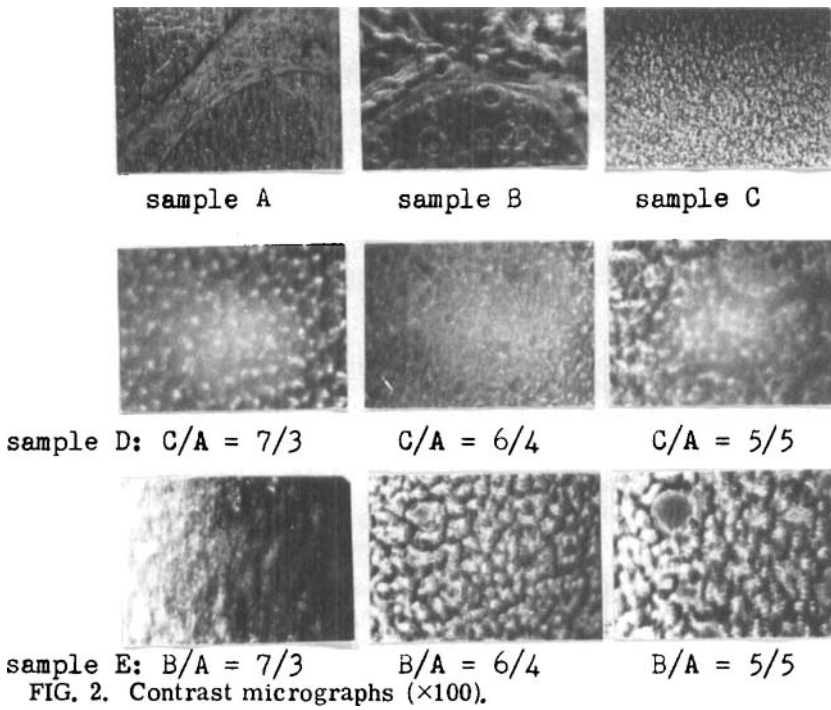 sample A sample B sample C
sample D: C/A = 7/3 C/A = 6/4 C/A = 5/5
sample E: B/A = 7/3 B/A = 6/4 B/A = 5/5
FIG. 2. Contrast micrographs (×100).